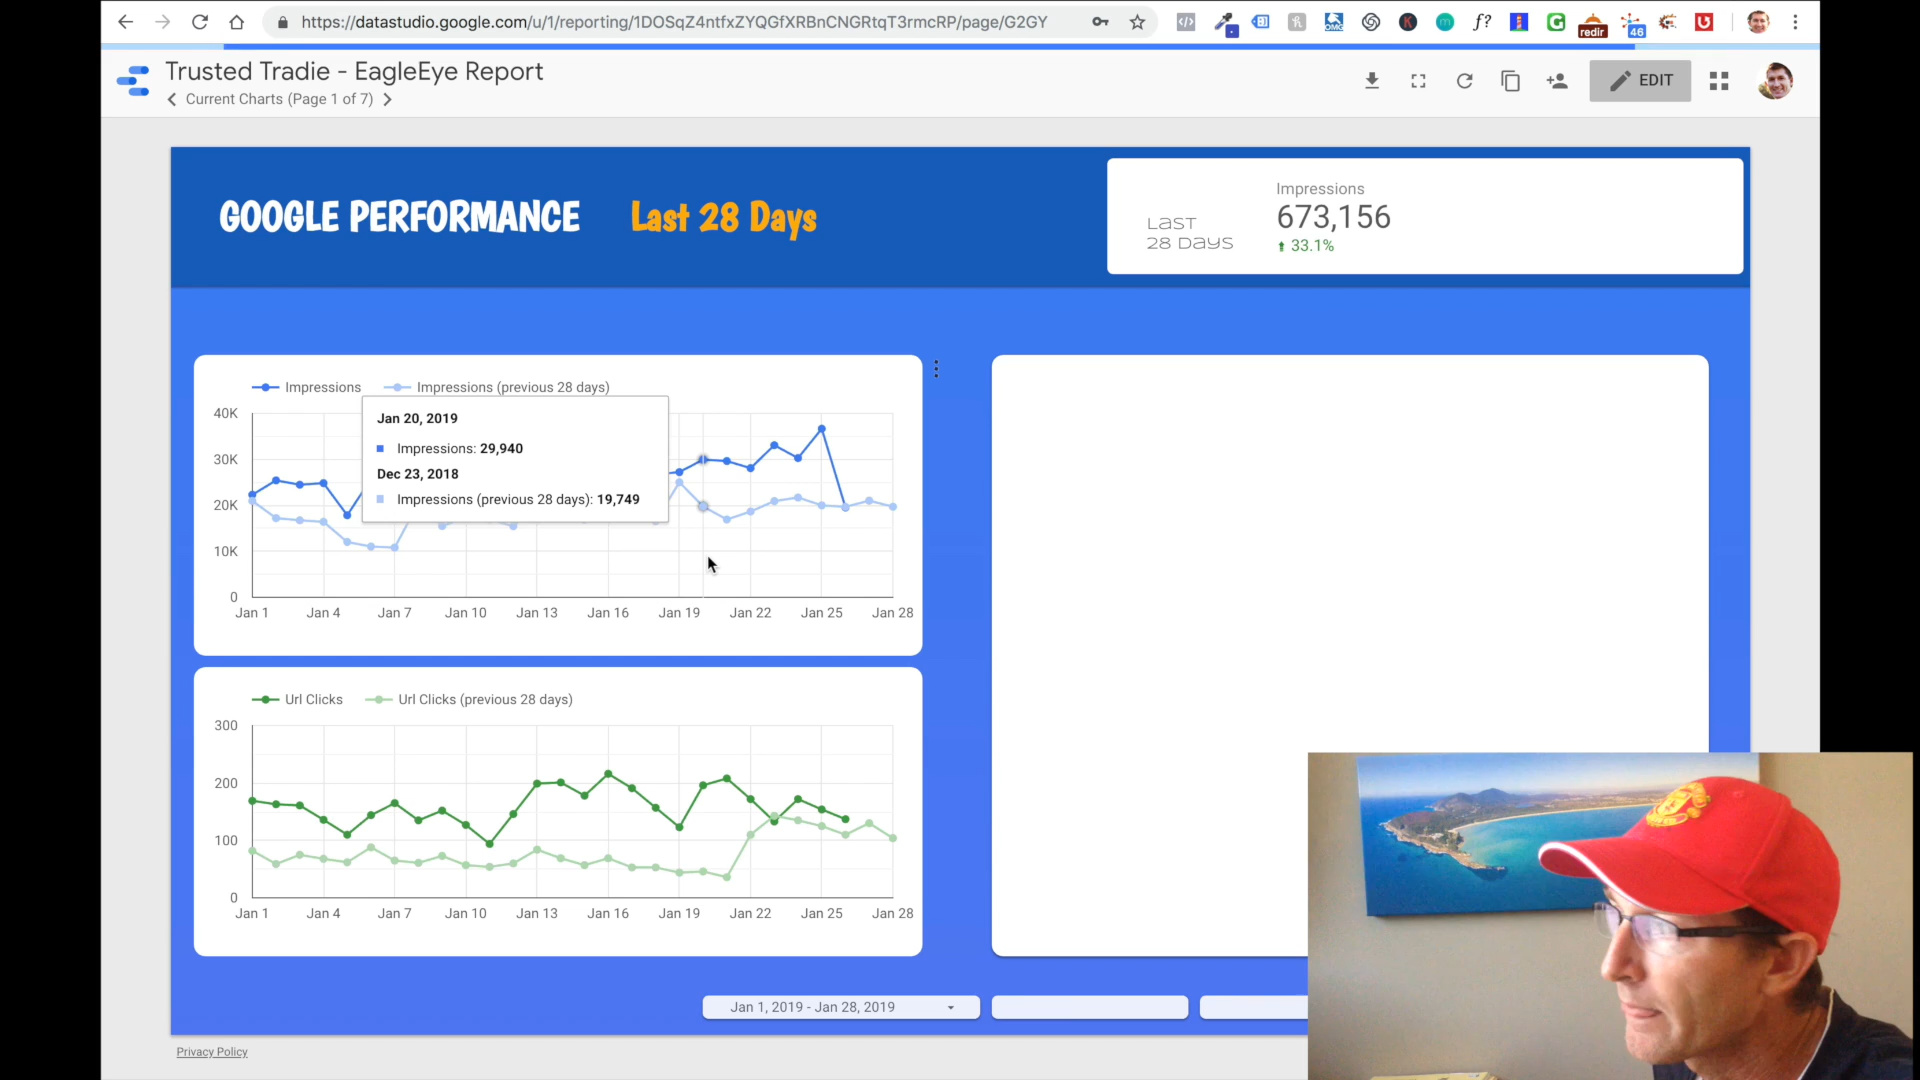 https://datastudio.google.com/u/1/reporting/1DOSqZ4ntfxZYQGfXRBnCNGRtqT3rmcRP/page/G2GY
f?
redir
46
Trusted Tradie - EagleEye Report
Current Charts (Page 1 of 7)
EDIT
GOOGLE PERFORMANCE Last 28 Days
Last
28 Days
Impressions
673,156
33.1%
Impressions Impressions (previous 28 days)
40K
30K
20K
10K
0
Jan 20, 2019
Impressions: 29,940
Dec 23, 2018
Impressions (previous 28 days): 19,749
Jan 1 Jan 4 Jan 7 Jan 10 Jan 13 Jan 16 Jan 19 Jan 22 Jan 25 Jan 28
Url Clicks Url Clicks (previous 28 days)
300
200
100
0
Jan 1 Jan 4 Jan 7 Jan 10 Jan 13 Jan 16 Jan 19 Jan 22 Jan 25 Jan 28
Jan 1, 2019 - Jan 28, 2019
Privacy Policy